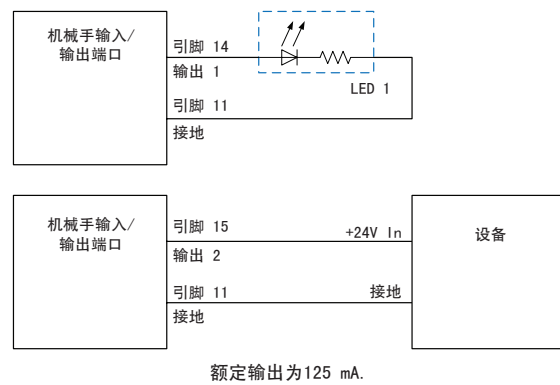 机械手输入/
输出端口
引脚 14
输出 1
LED 1
引脚 11
接地
机械手输入/
输出端口
引脚 15
+24V In
设备
输出 2
引脚 11
接地
接地
额定输出为125 mA.